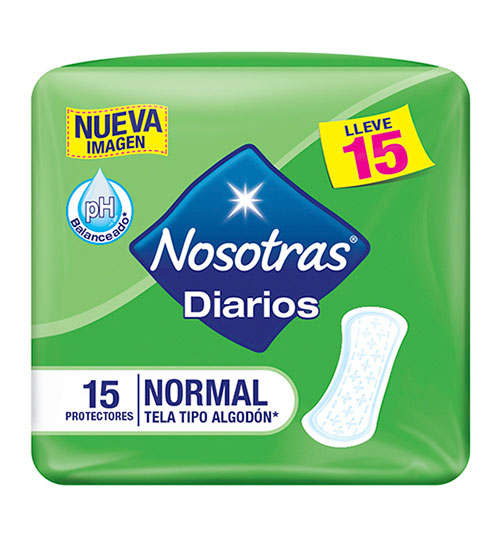 NUEVA
IMAGEN
LLEVE
15
pH
Balanceado*
Nosotras®
Diarios
15
PROTECTORES
NORMAL
TELA TIPO ALGODÓN*